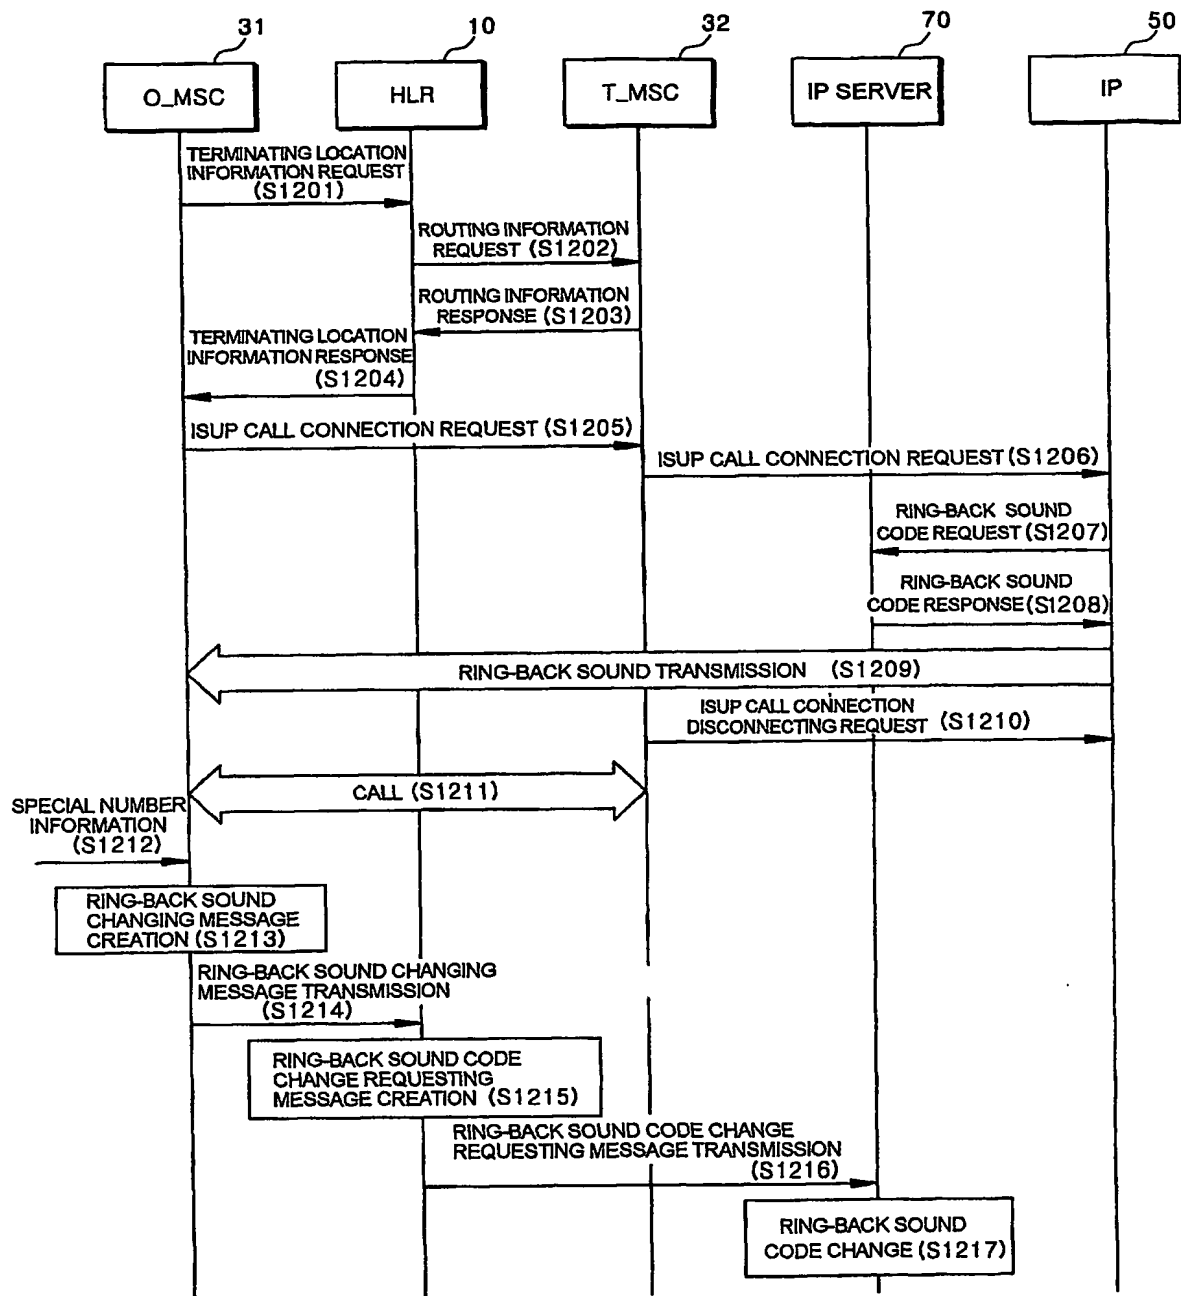 31
10
32
70
50
O_MSC
HLR
T_MSC
IP SERVER
IP
TERMINATING LOCATION
INFORMATION REQUEST
(S1201)
ROUTING INFORMATION
REQUEST (S1202)
ROUTING INFORMATION
RESPONSE (S1203)
TERMINATING LOCATION
INFORMATION RESPONSE
(S1204)
ISUP CALL CONNECTION REQUEST (S1205)
ISUP CALL CONNECTION REQUEST (S1206)
RING-BACK SOUND
CODE REQUEST (S1207)
RING-BACK SOUND
CODE RESPONSE (S1208)
RING-BACK SOUND TRANSMISSION (S1209)
ISUP CALL CONNECTION
DISCONNECTING REQUEST (S1210)
CALL (S1211)
SPECIAL NUMBER
INFORMATION
(S1212)
RING-BACK SOUND
CHANGING MESSAGE
CREATION (S1213)
RING-BACK SOUND CHANGING
MESSAGE TRANSMISSION
(S1214)
RING-BACK SOUND CODE
CHANGE REQUESTING
MESSAGE CREATION (S1215)
RING-BACK SOUND CODE CHANGE
REQUESTING MESSAGE TRANSMISSION
(S1216)
RING-BACK SOUND
CODE CHANGE (S1217)